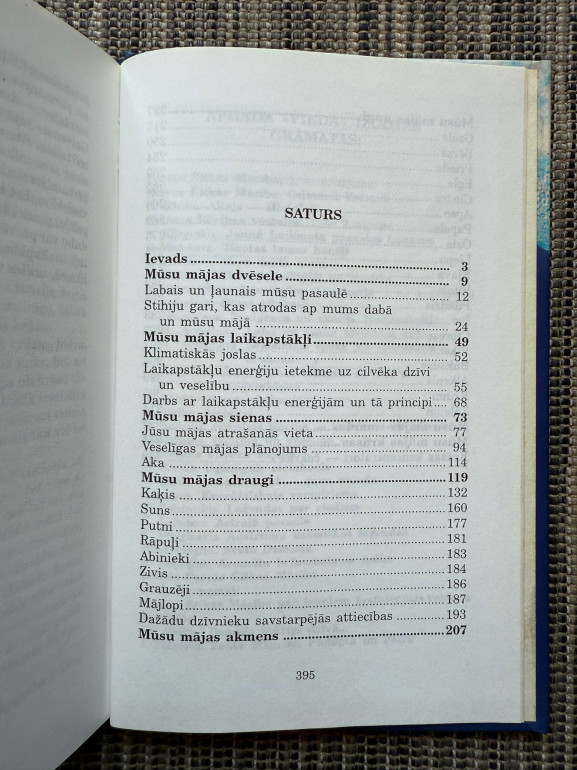 SATURS
Ievads 3
Mūsu mājas dvēsele 9
Labais un ļaunais mūsu pasaulē 12
Stihiju gari, kas atrodas ap mums dabā
un mūsu mājā 24
Mūsu mājas laikapstākļi 49
Klimatiskās joslas 52
Laikapstākļu enerģiju ietekme uz cilvēka dzīvi
un veselību 55
Darbs ar laikapstākļu enerģijām un tā principi 68
Mūsu mājas sienas 73
Jūsu mājas atrašanās vieta 77
Veselīgas mājas plānojums 94
Aka 114
Mūsu mājas draugi 119
Kaķis 132
Suns 160
Putni 177
Rāpuļi 181
Abinieki 183
Zivis 184
Grauzēji 186
Mājlopi 187
Dažādu dzīvnieku savstarpējās attiecības 193
Mūsu mājas akmens 207
395